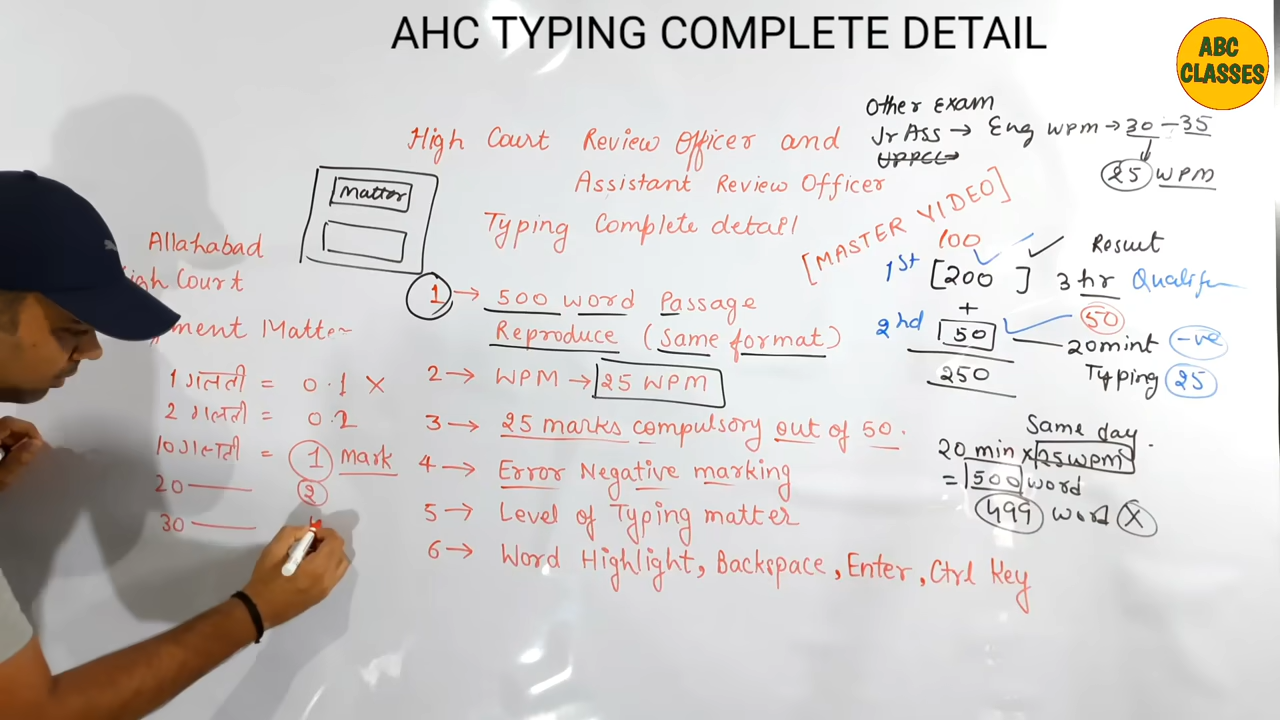 AHC TYPING COMPLETE DETAIL
ABC
CLASSES
High Court Review Officer and
Assistant Review Officer
Typing Complete detail
[MASTER VIDEO]
Matter
Allahabad
High Court
ment Matter
1 गलती = 0.1 X
2 गलती = 0.2
10 गलती = 1 Mark
20 — 2
30 —
1 → 500 word Passage
Reproduce (Same format)
2 → WPM → 25 WPM
3 → 25 marks compulsory out of 50.
4 → Error Negative marking
5 → Level of Typing matter
6 → Word Highlight, Backspace, Enter, Ctrl Key
Other Exam
Jr Ass → Eng WPM → 30 - 35
UPPCL →
25 WPM
100
1st [200] 3 hr Qualify
Result
+
2nd 50 20 mint -ve
50
250 Typing 25
Same day.
20 min x 25WPM
= 500 word
499 word X